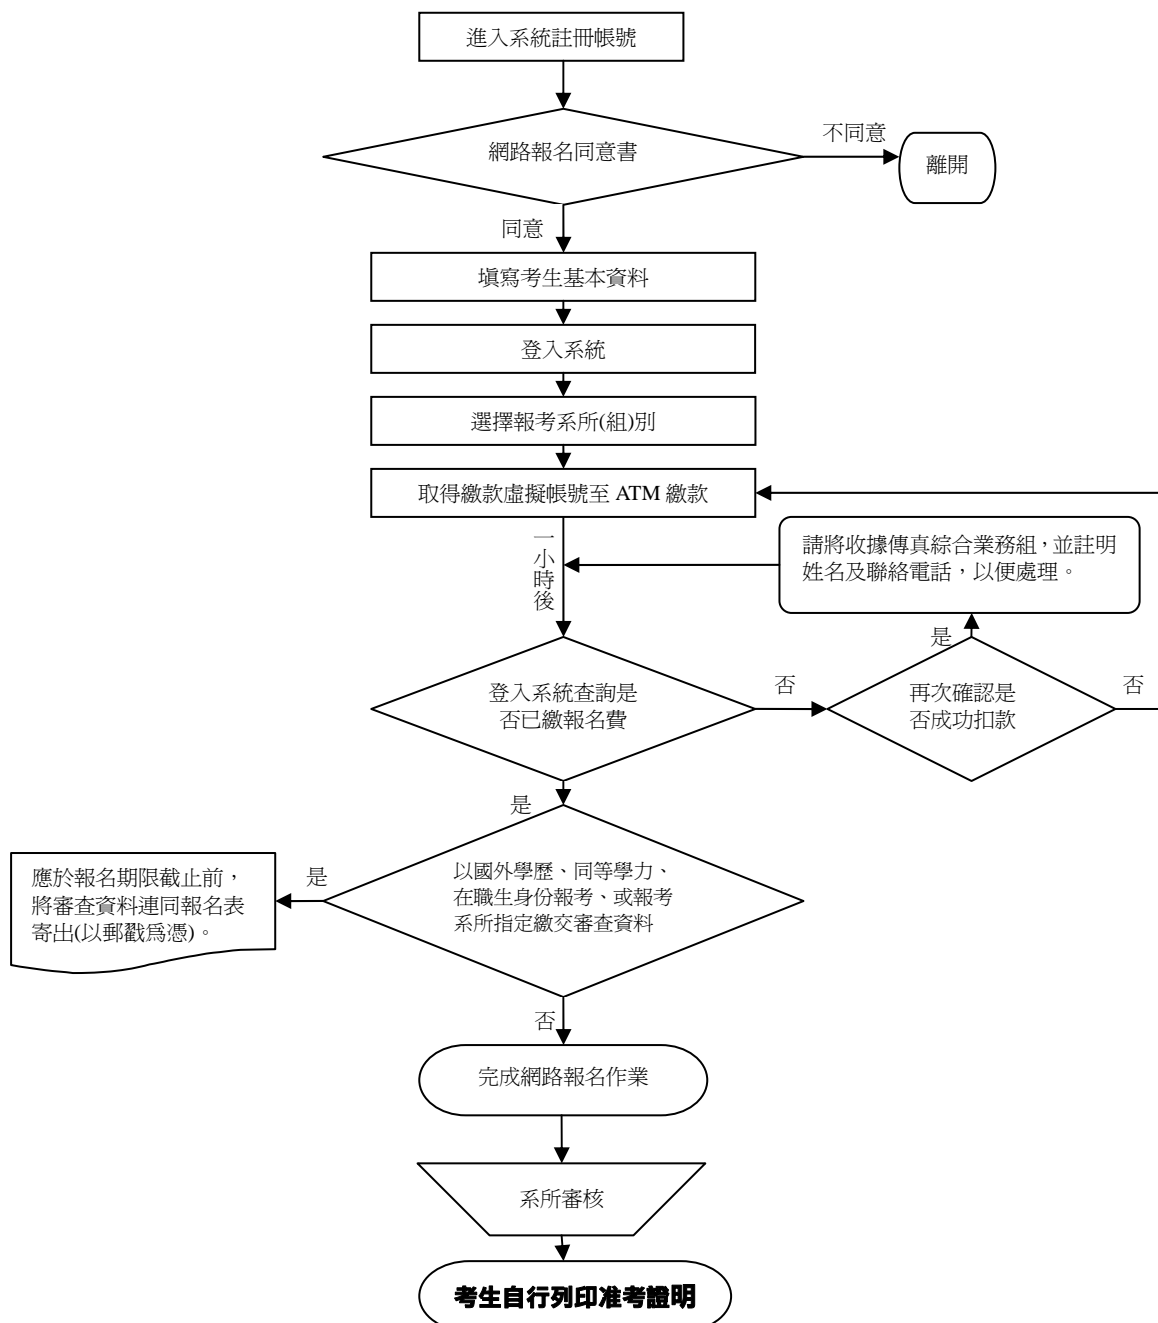 進入系統註冊帳號
網路報名同意書
不同意
離開
同意
填寫考生基本資料
登入系統
選擇報考系所(組)別
取得繳款虛擬帳號至 ATM 繳款
一小時後
請將收據傳真綜合業務組，並註明
姓名及聯絡電話，以便處理。
是
登入系統查詢是
否已繳報名費
否
再次確認是
否成功扣款
否
是
以國外學歷、同等學力、
在職生身份報考、或報考
系所指定繳交審查資料
是
應於報名期限截止前，
將審查資料連同報名表
寄出(以郵戳為憑)。
否
完成網路報名作業
系所審核
考生自行列印准考證明